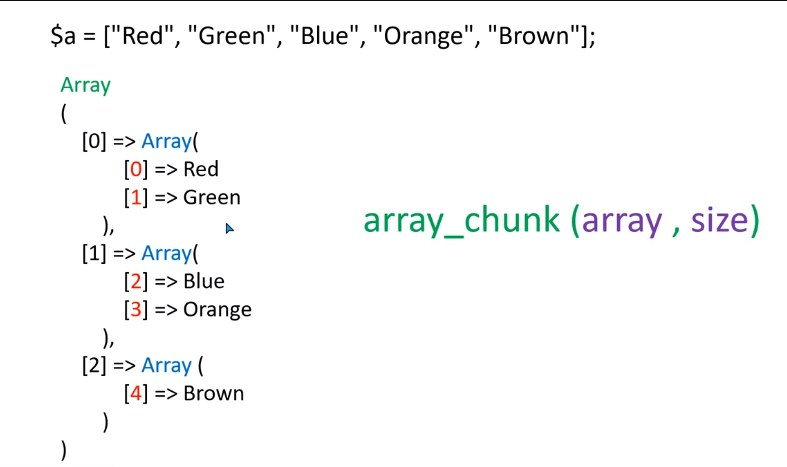 $a = ["Red", "Green", "Blue", "Orange", "Brown"];
Array
(
[0] => Array(
[0] => Red
[1] => Green
),
[1] => Array(
[2] => Blue
[3] => Orange
),
[2] => Array (
[4] => Brown
)
)
array_chunk (array , size)